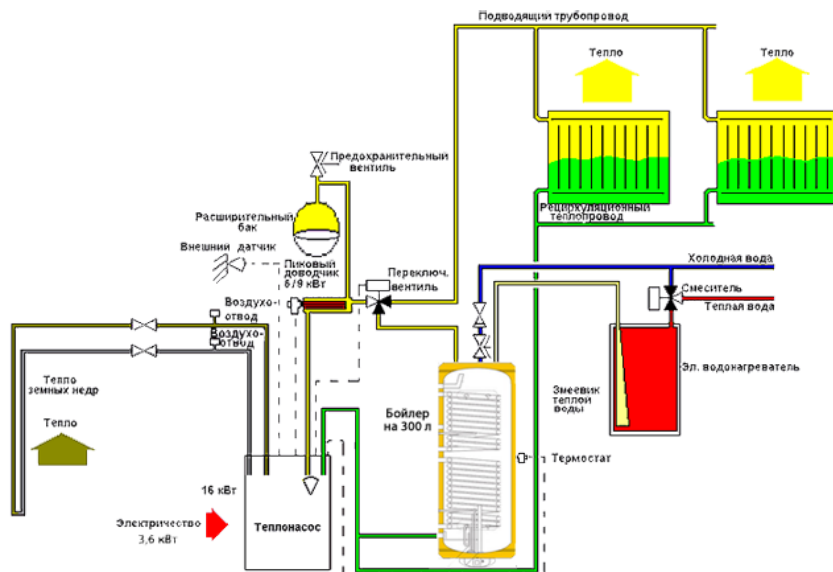 Подводящий трубопровод
Тепло
Тепло
Предохранительный
вентиль
Расширительный
бак
Рециркуляционный
теплопровод
Внешний датчик
Пиковый
доводчик
6/9 кВт
Переключ.
вентиль
Холодная вода
Смеситель
Теплая вода
Воздухо-
отвод
Воздухо-
отвод
Эл. водонагреватель
Тепло
земных недр
Змеевик
теплой
воды
Бойлер
на 300 л
Тепло
Термостат
16 кВт
Электричество
3,6 кВт
Теплонасос